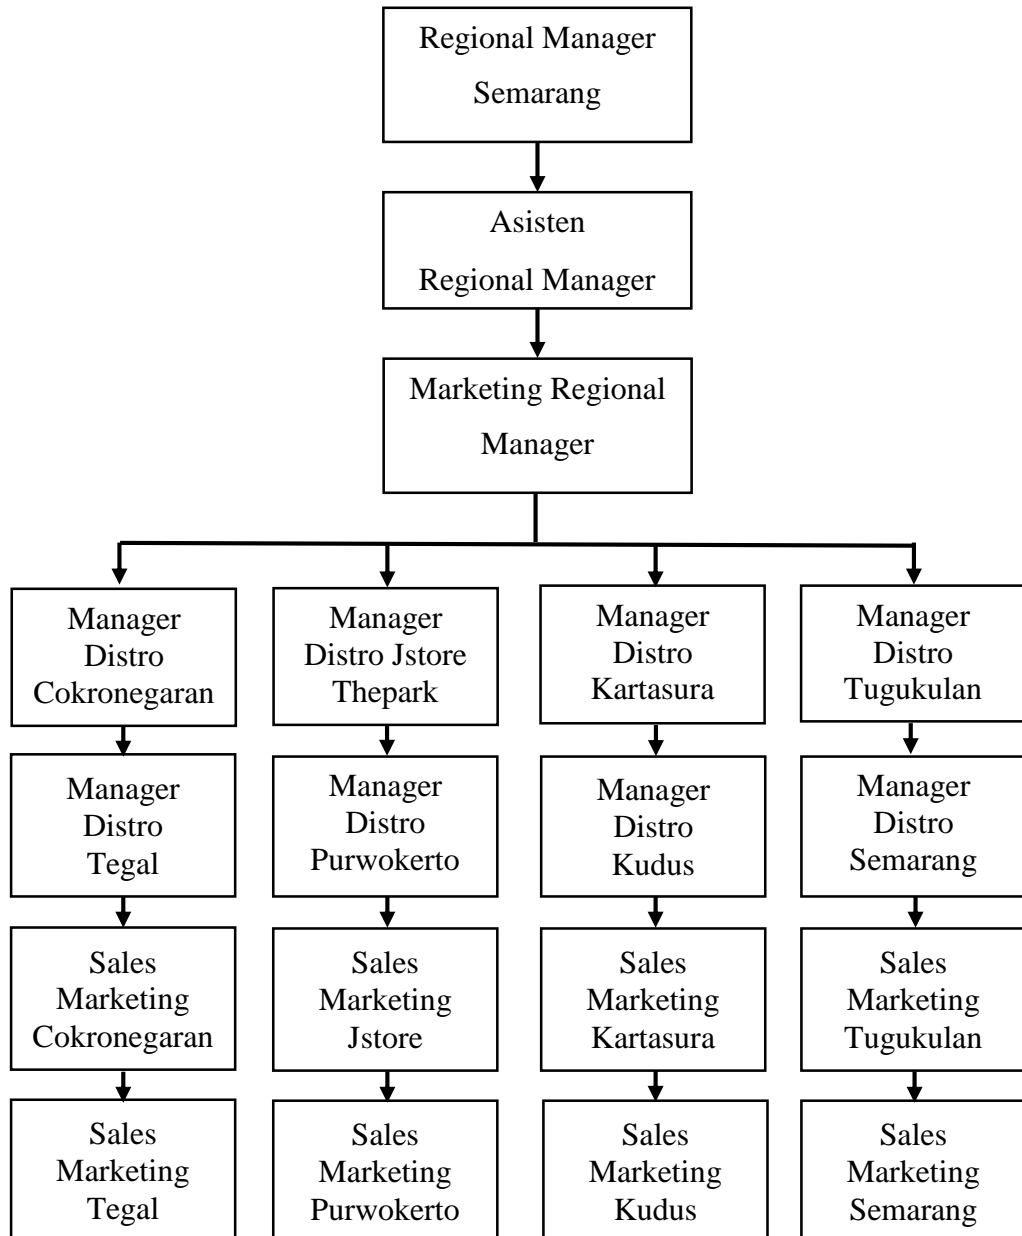 Regional Manager
Semarang
Asisten
Regional Manager
Marketing Regional
Manager
Manager
Distro
Cokronegaran
Manager
Distro Jstore
Thepark
Manager
Distro
Kartasura
Manager
Distro
Tugukulan
Manager
Distro
Tegal
Manager
Distro
Purwokerto
Manager
Distro
Kudus
Manager
Distro
Semarang
Sales
Marketing
Cokronegaran
Sales
Marketing
Jstore
Sales
Marketing
Kartasura
Sales
Marketing
Tugukulan
Sales
Marketing
Tegal
Sales
Marketing
Purwokerto
Sales
Marketing
Kudus
Sales
Marketing
Semarang